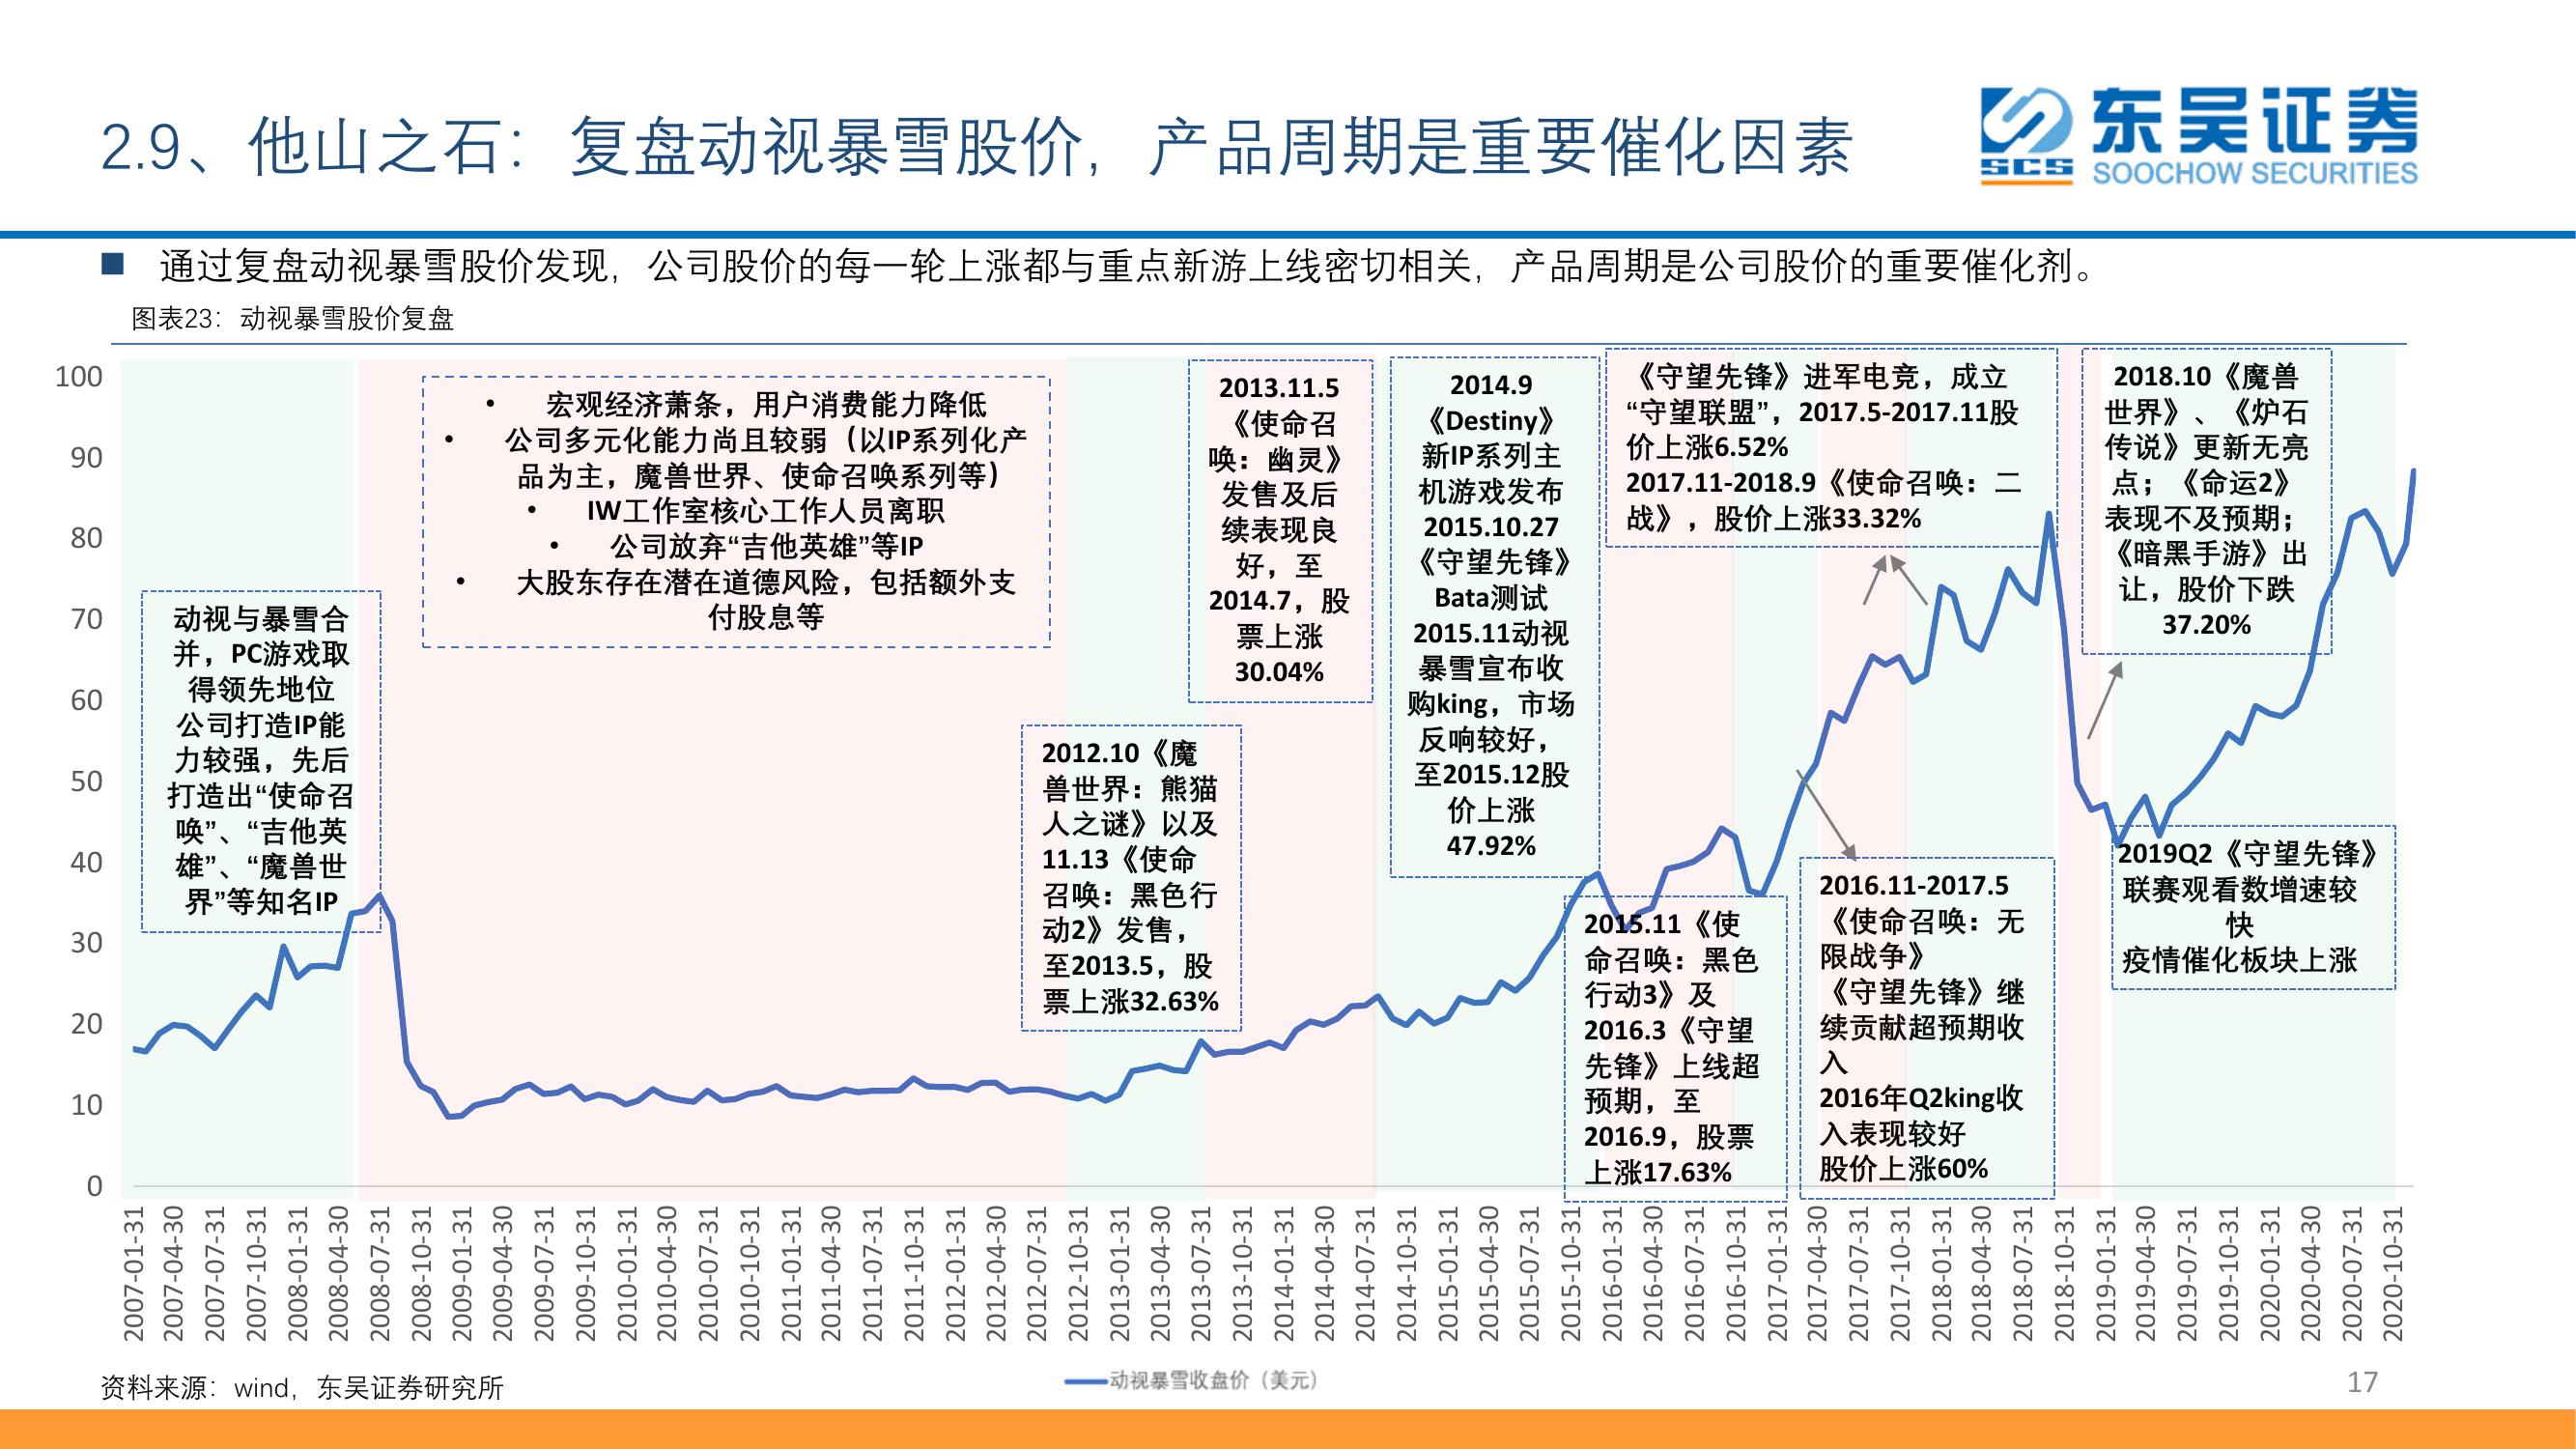 2.9、他山之石：复盘动视暴雪股价，产品周期是重要催化因素
SCS
东吴证券
SOOCHOW SECURITIES
■ 通过复盘动视暴雪股价发现，公司股价的每一轮上涨都与重点新游上线密切相关，产品周期是公司股价的重要催化剂。
图表23：动视暴雪股价复盘
100
90
80
70
60
50
40
30
20
10
0
动视与暴雪合
并，PC游戏取
得领先地位
公司打造IP能
力较强，先后
打造出“使命召
唤”、“吉他英
雄”、“魔兽世
界”等知名IP
• 宏观经济萧条，用户消费能力降低
• 公司多元化能力尚且较弱（以IP系列化产
品为主，魔兽世界、使命召唤系列等）
• IW工作室核心工作人员离职
• 公司放弃“吉他英雄”等IP
• 大股东存在潜在道德风险，包括额外支
付股息等
2012.10《魔
兽世界：熊猫
人之谜》以及
11.13《使命
召唤：黑色行
动2》发售，
至2013.5，股
票上涨32.63%
2013.11.5
《使命召
唤：幽灵》
发售及后
续表现良
好，至
2014.7，股
票上涨
30.04%
2014.9
《Destiny》
新IP系列主
机游戏发布
2015.10.27
《守望先锋》
Bata测试
2015.11动视
暴雪宣布收
购king，市场
反响较好，
至2015.12股
价上涨
47.92%
2015.11《使
命召唤：黑色
行动3》及
2016.3《守望
先锋》上线超
预期，至
2016.9，股票
上涨17.63%
《守望先锋》进军电竞，成立
“守望联盟”，2017.5-2017.11股
价上涨6.52%
2017.11-2018.9《使命召唤：二
战》，股价上涨33.32%
2016.11-2017.5
《使命召唤：无
限战争》
《守望先锋》继
续贡献超预期收
入
2016年Q2king收
入表现较好
股价上涨60%
2018.10《魔兽
世界》、《炉石
传说》更新无亮
点；《命运2》
表现不及预期；
《暗黑手游》出
让，股价下跌
37.20%
2019Q2《守望先锋》
联赛观看数增速较
快
疫情催化板块上涨
2007-01-31
2007-04-30
2007-07-31
2007-10-31
2008-01-31
2008-04-30
2008-07-31
2008-10-31
2009-01-31
2009-04-30
2009-07-31
2009-10-31
2010-01-31
2010-04-30
2010-07-31
2010-10-31
2011-01-31
2011-04-30
2011-07-31
2011-10-31
2012-01-31
2012-04-30
2012-07-31
2012-10-31
2013-01-31
2013-04-30
2013-07-31
2013-10-31
2014-01-31
2014-04-30
2014-07-31
2014-10-31
2015-01-31
2015-04-30
2015-07-31
2015-10-31
2016-01-31
2016-04-30
2016-07-31
2016-10-31
2017-01-31
2017-04-30
2017-07-31
2017-10-31
2018-01-31
2018-04-30
2018-07-31
2018-10-31
2019-01-31
2019-04-30
2019-07-31
2019-10-31
2020-01-31
2020-04-30
2020-07-31
2020-10-31
动视暴雪收盘价（美元）
资料来源：wind，东吴证券研究所
17